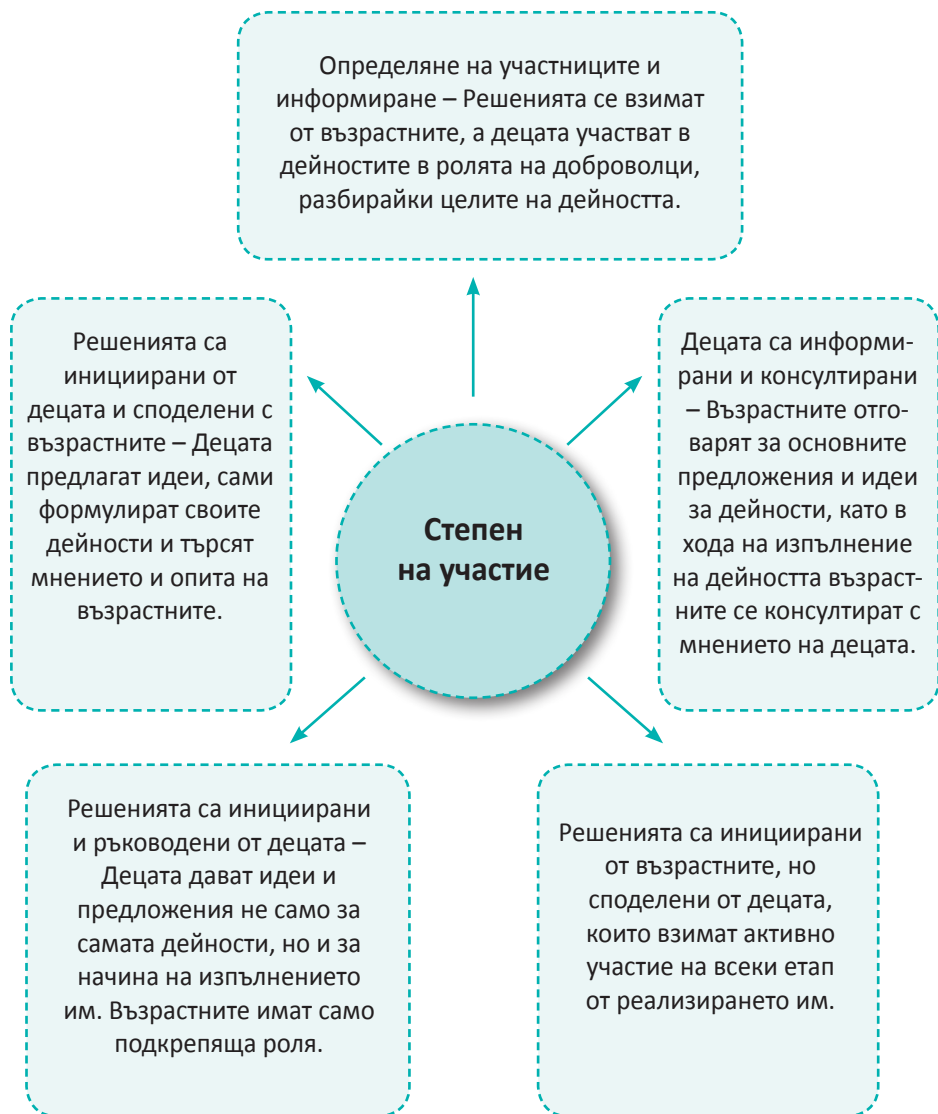 Определяне на участниците и
информиране – Решенията се взимат
от възрастните, а децата участват в
дейностите в ролята на доброволци,
разбирайки целите на дейността.
Решенията са
инициирани от
децата и споделени с
възрастните – Децата
предлагат идеи, сами
формулират своите
дейности и търсят
мнението и опита на
възрастните.
Децата са информи-
рани и консултирани
– Възрастните отго-
варят за основните
предложения и идеи
за дейности, като в
хода на изпълнение
на дейността възраст-
ните се консултират с
мнението на децата.
Степен
на участие
Решенията са инициирани
и ръководени от децата –
Децата дават идеи и
предложения не само за
самата дейности, но и за
начина на изпълнението
им. Възрастните имат само
подкрепяща роля.
Решенията са инициирани
от възрастните, но
споделени от децата,
които взимат активно
участие на всеки етап
от реализирането им.